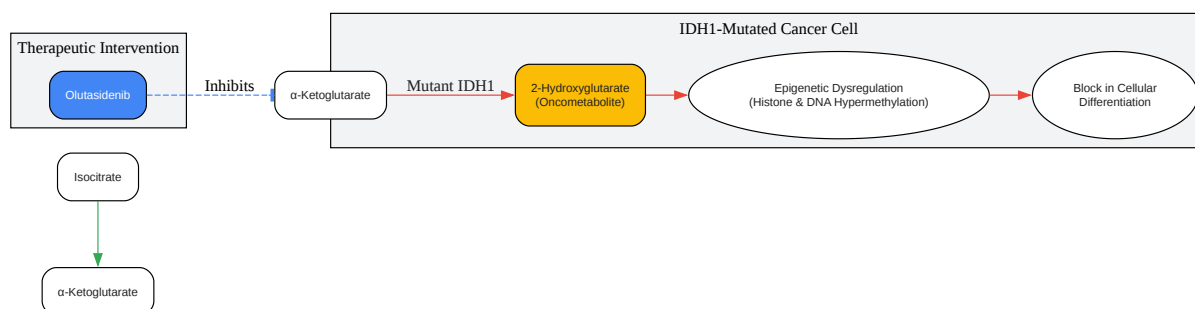 IDH1-Mutated Cancer Cell
Therapeutic Intervention
Olutasidenib
Inhibits
α-Ketoglutarate
Mutant IDH1
2-Hydroxyglutarate
(Oncometabolite)
Epigenetic Dysregulation
(Histone & DNA Hypermethylation)
Block in Cellular
Differentiation
Isocitrate
α-Ketoglutarate